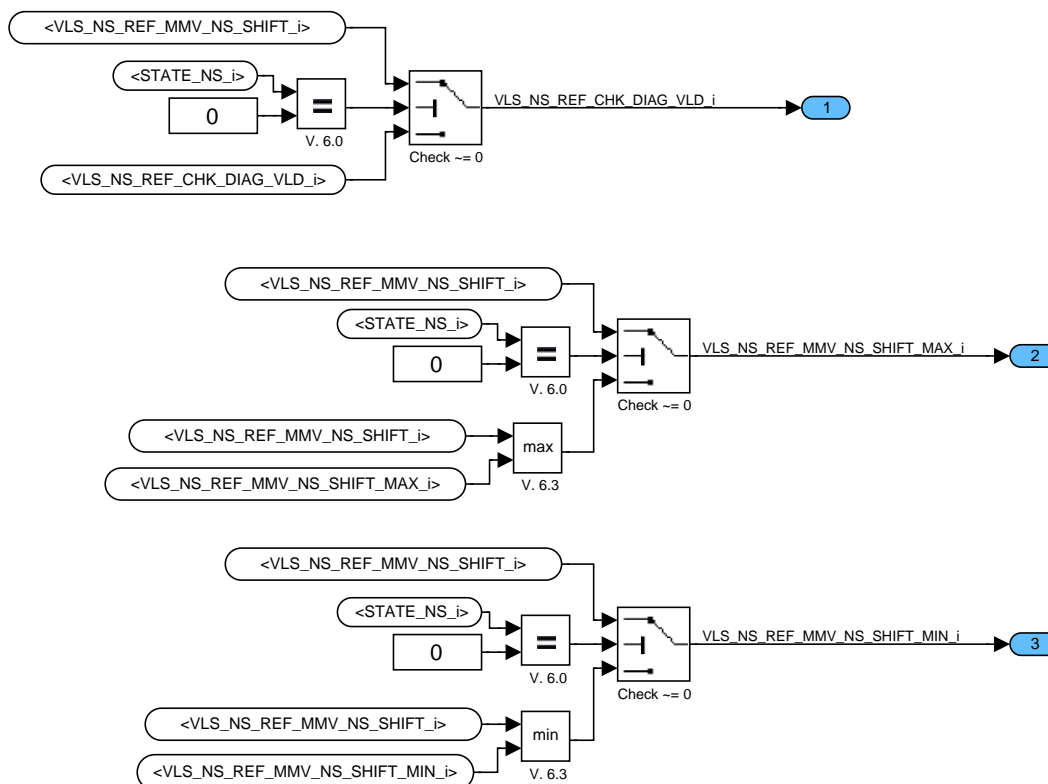 <VLS_NS_REF_MMV_NS_SHIFT_i>
<STATE_NS_i>
0
=
V. 6.0
Check ~= 0
VLS_NS_REF_CHK_DIAG_VLD_i
1
<VLS_NS_REF_CHK_DIAG_VLD_i>
<VLS_NS_REF_MMV_NS_SHIFT_i>
<STATE_NS_i>
0
=
V. 6.0
Check ~= 0
VLS_NS_REF_MMV_NS_SHIFT_MAX_i
2
<VLS_NS_REF_MMV_NS_SHIFT_i>
max
<VLS_NS_REF_MMV_NS_SHIFT_MAX_i>
V. 6.3
<VLS_NS_REF_MMV_NS_SHIFT_i>
<STATE_NS_i>
0
=
V. 6.0
Check ~= 0
VLS_NS_REF_MMV_NS_SHIFT_MIN_i
3
<VLS_NS_REF_MMV_NS_SHIFT_i>
min
<VLS_NS_REF_MMV_NS_SHIFT_MIN_i>
V. 6.3